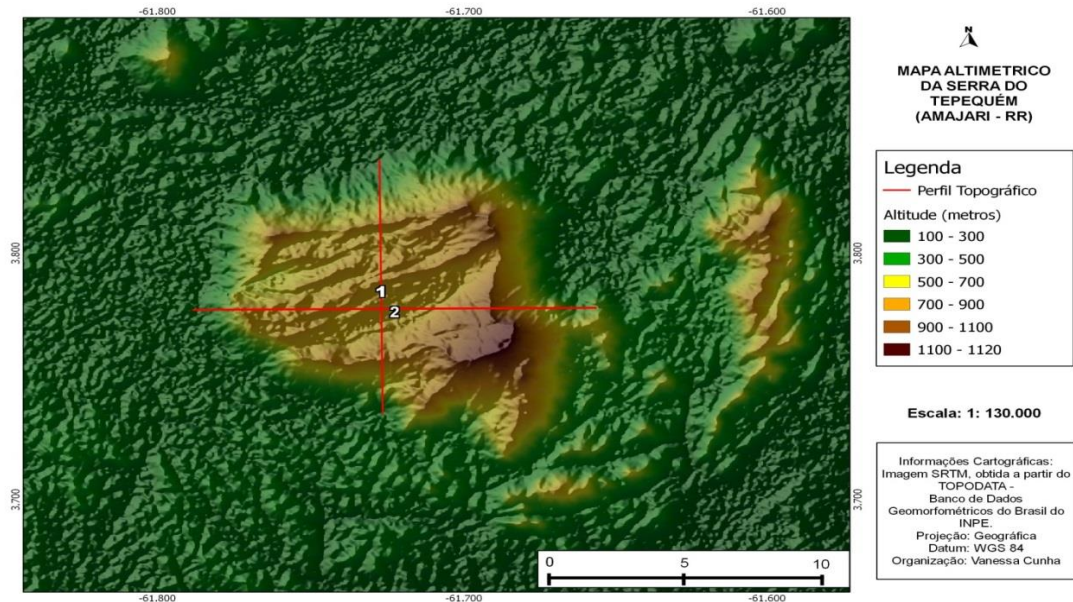 -61.800
-61.700
-61.600
3.800
3.800
3.700
3.700
1
2
0
5
10
-61.800
-61.700
-61.600
N
MAPA ALTIMETRICO
DA SERRA DO
TEPEQUÉM
(AMAJARI - RR)
Legenda
Perfil Topográfico
Altitude (metros)
100 - 300
300 - 500
500 - 700
700 - 900
900 - 1100
1100 - 1120
Escala: 1: 130.000
Informações Cartográficas:
Imagem SRTM, obtida a partir do
TOPODATA -
Banco de Dados
Geomorfométricos do Brasil do
INPE.
Projeção: Geográfica
Datum: WGS 84
Organização: Vanessa Cunha